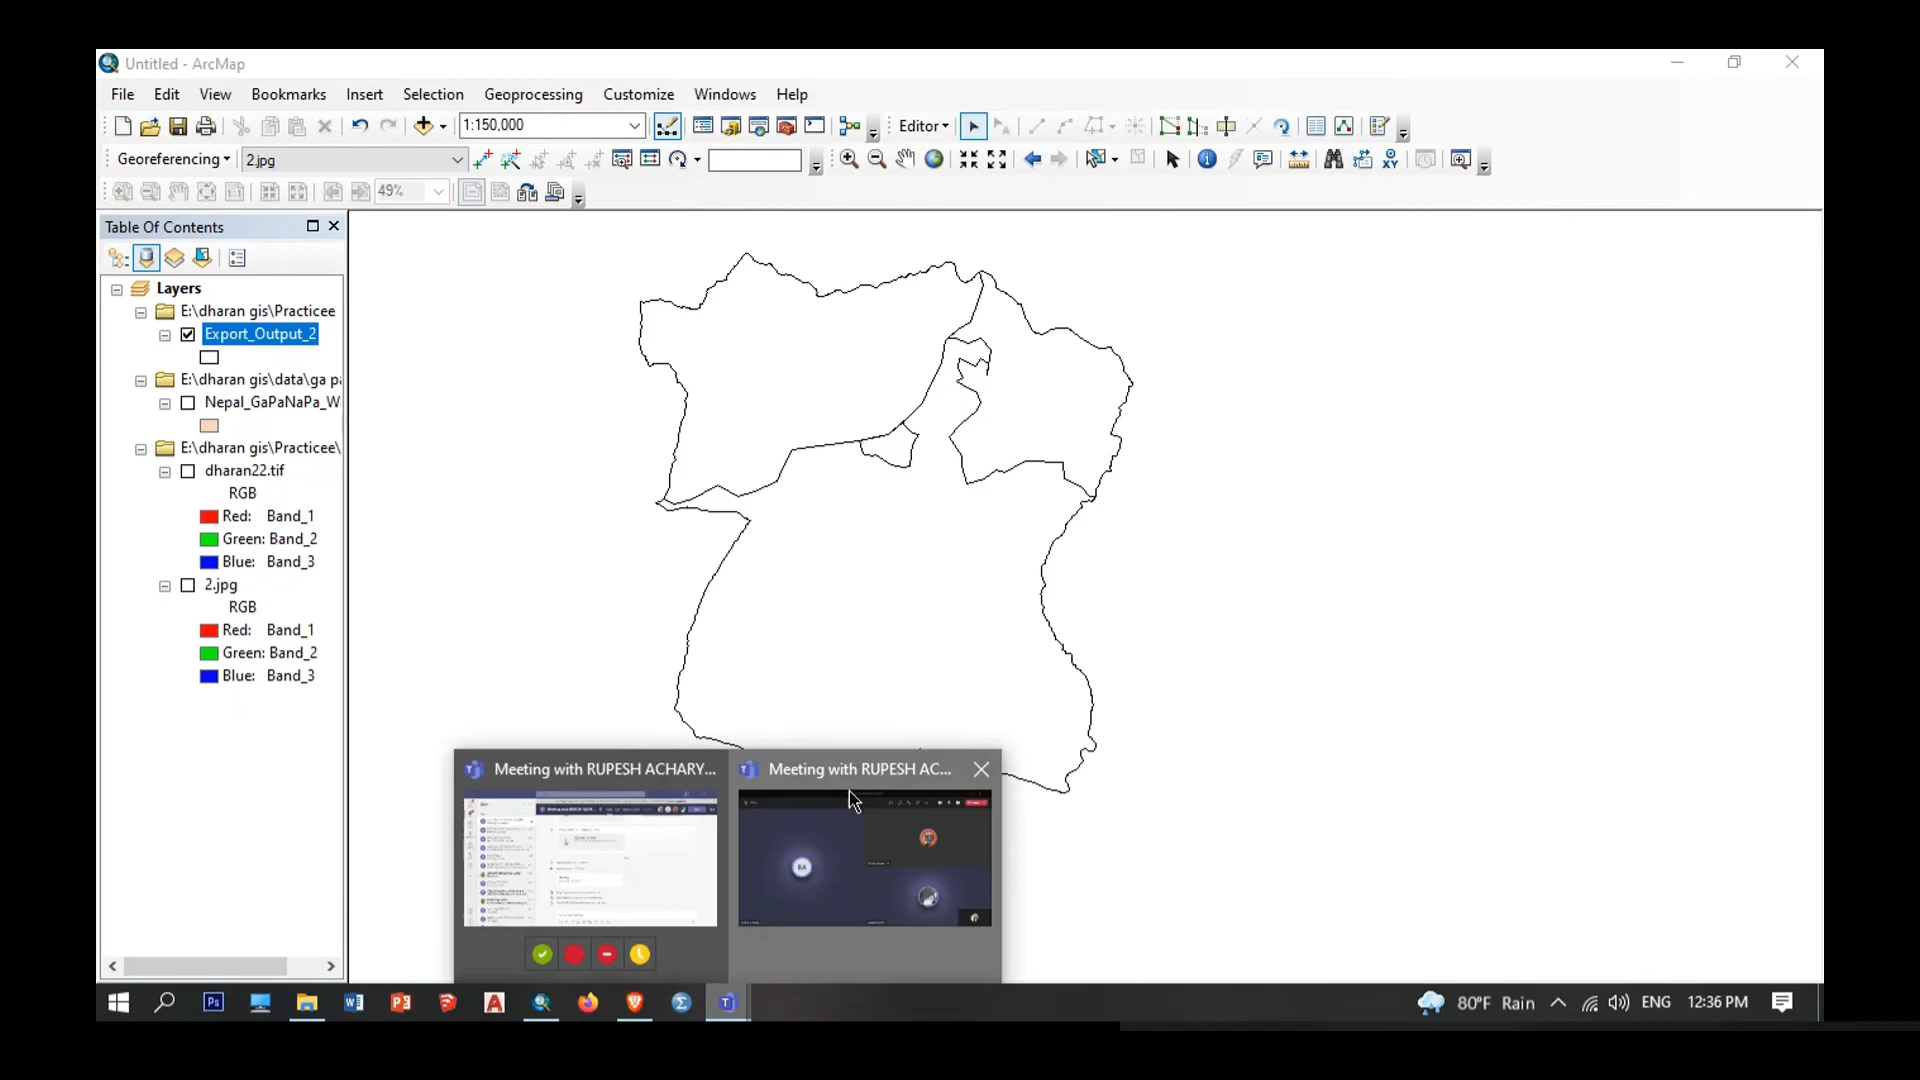 Untitled - ArcMap
File Edit View Bookmarks Insert Selection Geoprocessing Customize Windows Help
1:150,000
Editor
Georeferencing 2.jpg
49%
Table Of Contents
Layers
E:\dharan gis\Practicee
Export_Output_2
E:\dharan gis\data\ga pa
Nepal_GaPaNaPa_W
E:\dharan gis\Practicee\
dharan22.tif
RGB
Red: Band_1
Green: Band_2
Blue: Band_3
2.jpg
RGB
Red: Band_1
Green: Band_2
Blue: Band_3
Meeting with RUPESH ACHARY...
Meeting with RUPESH AC...
BA
80°F Rain ENG 12:36 PM